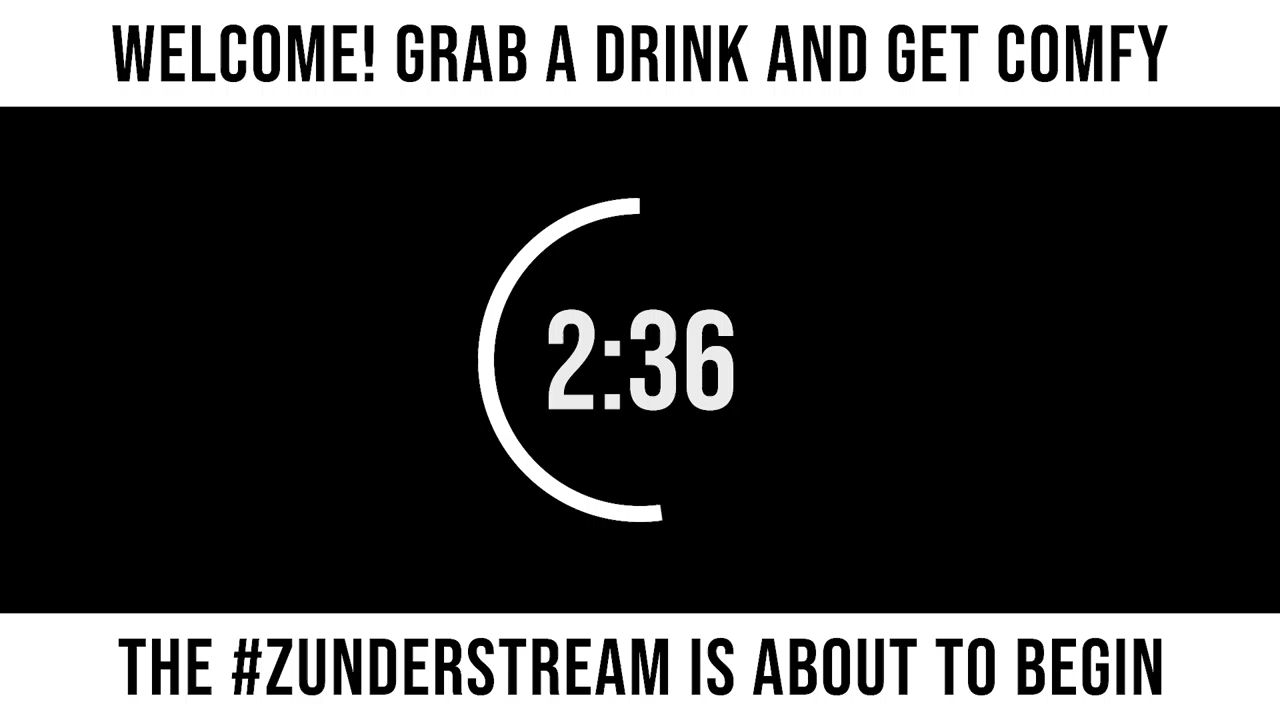 WELCOME! GRAB A DRINK AND GET COMFY
2:36
THE #ZUNDERSTREAM IS ABOUT TO BEGIN